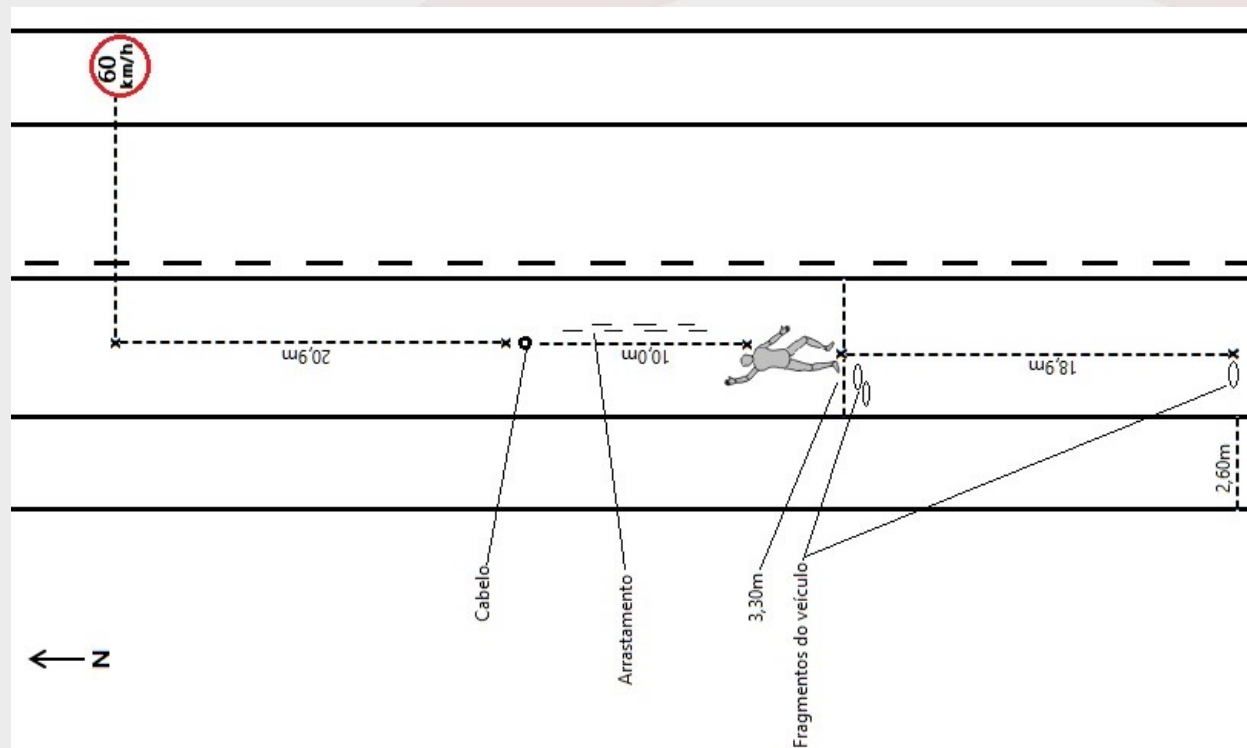 60
km/h
20,9m
10,0m
18,9m
2,60m
Cabelo
Arrastamento
3,30m
Fragmentos do veículo
N